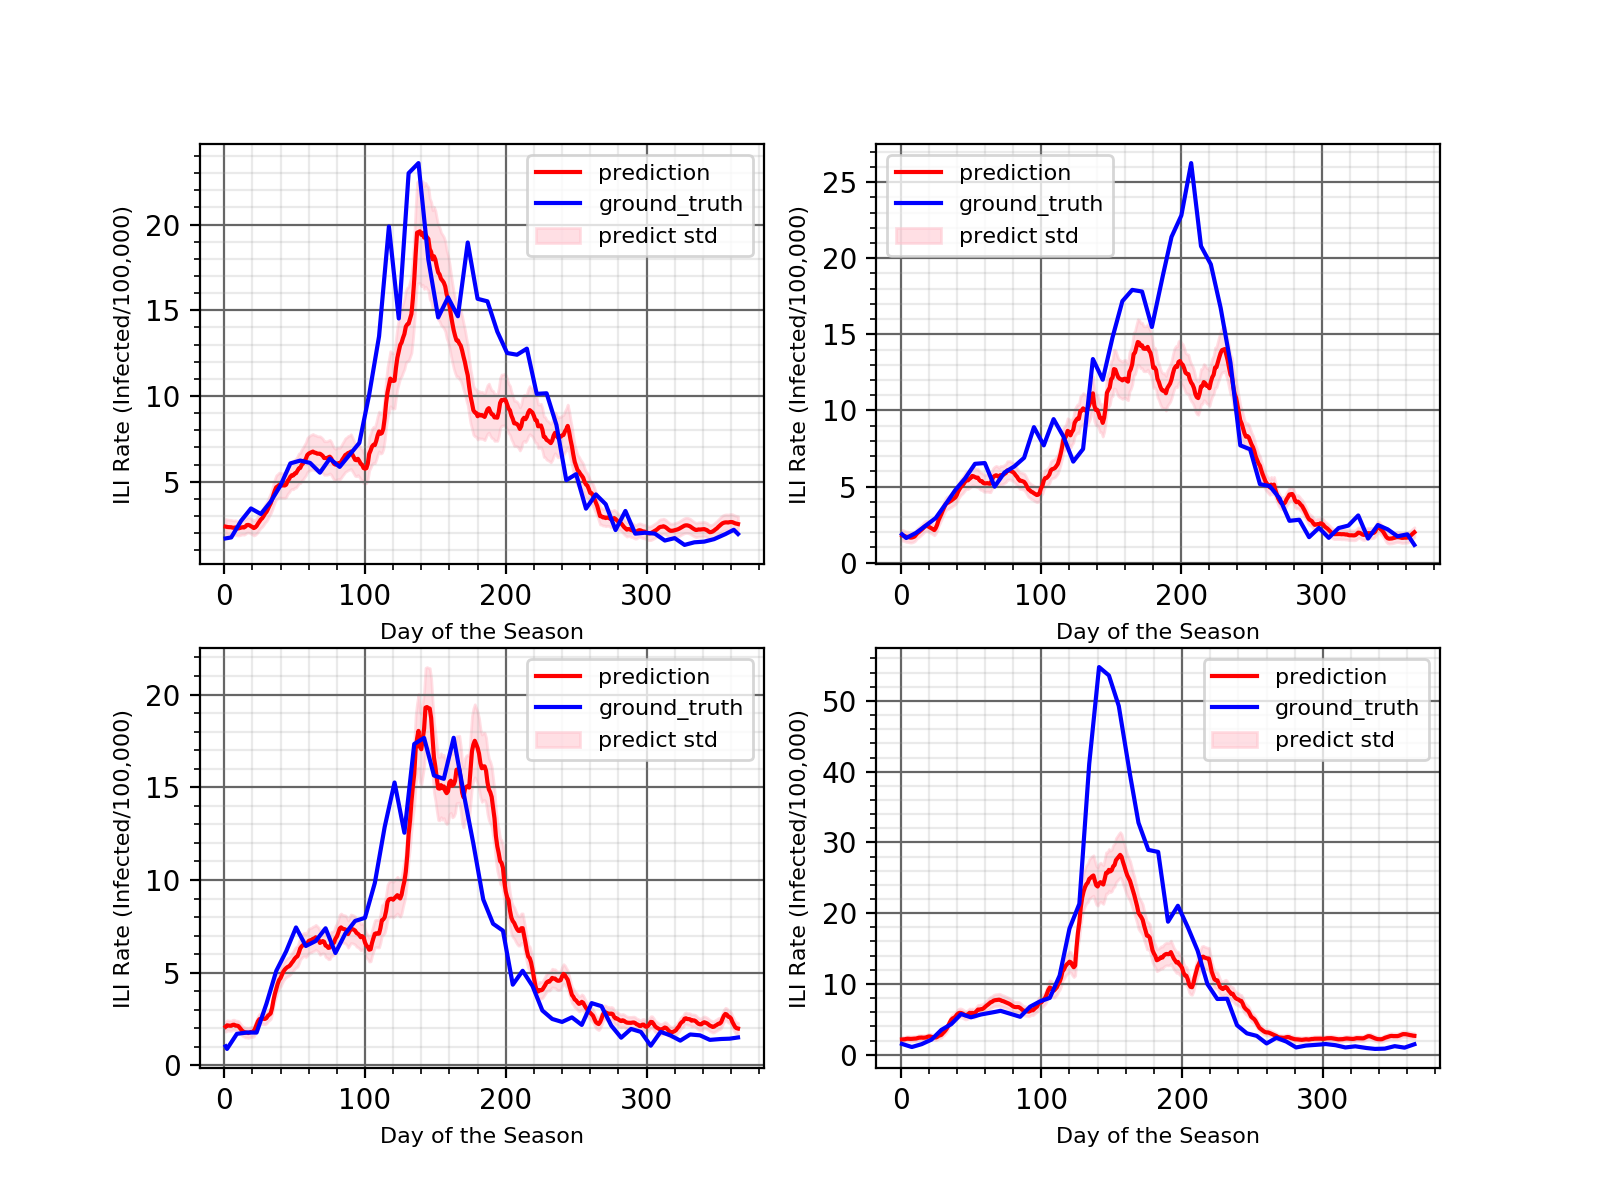 ILI Rate (Infected/100,000)
20
15
10
5
prediction
ground_truth
predict std
0 100 200 300
Day of the Season
ILI Rate (Infected/100,000)
25
20
15
10
5
0
prediction
ground_truth
predict std
0 100 200 300
Day of the Season
ILI Rate (Infected/100,000)
20
15
10
5
0
prediction
ground_truth
predict std
0 100 200 300
Day of the Season
ILI Rate (Infected/100,000)
50
40
30
20
10
0
prediction
ground_truth
predict std
0 100 200 300
Day of the Season